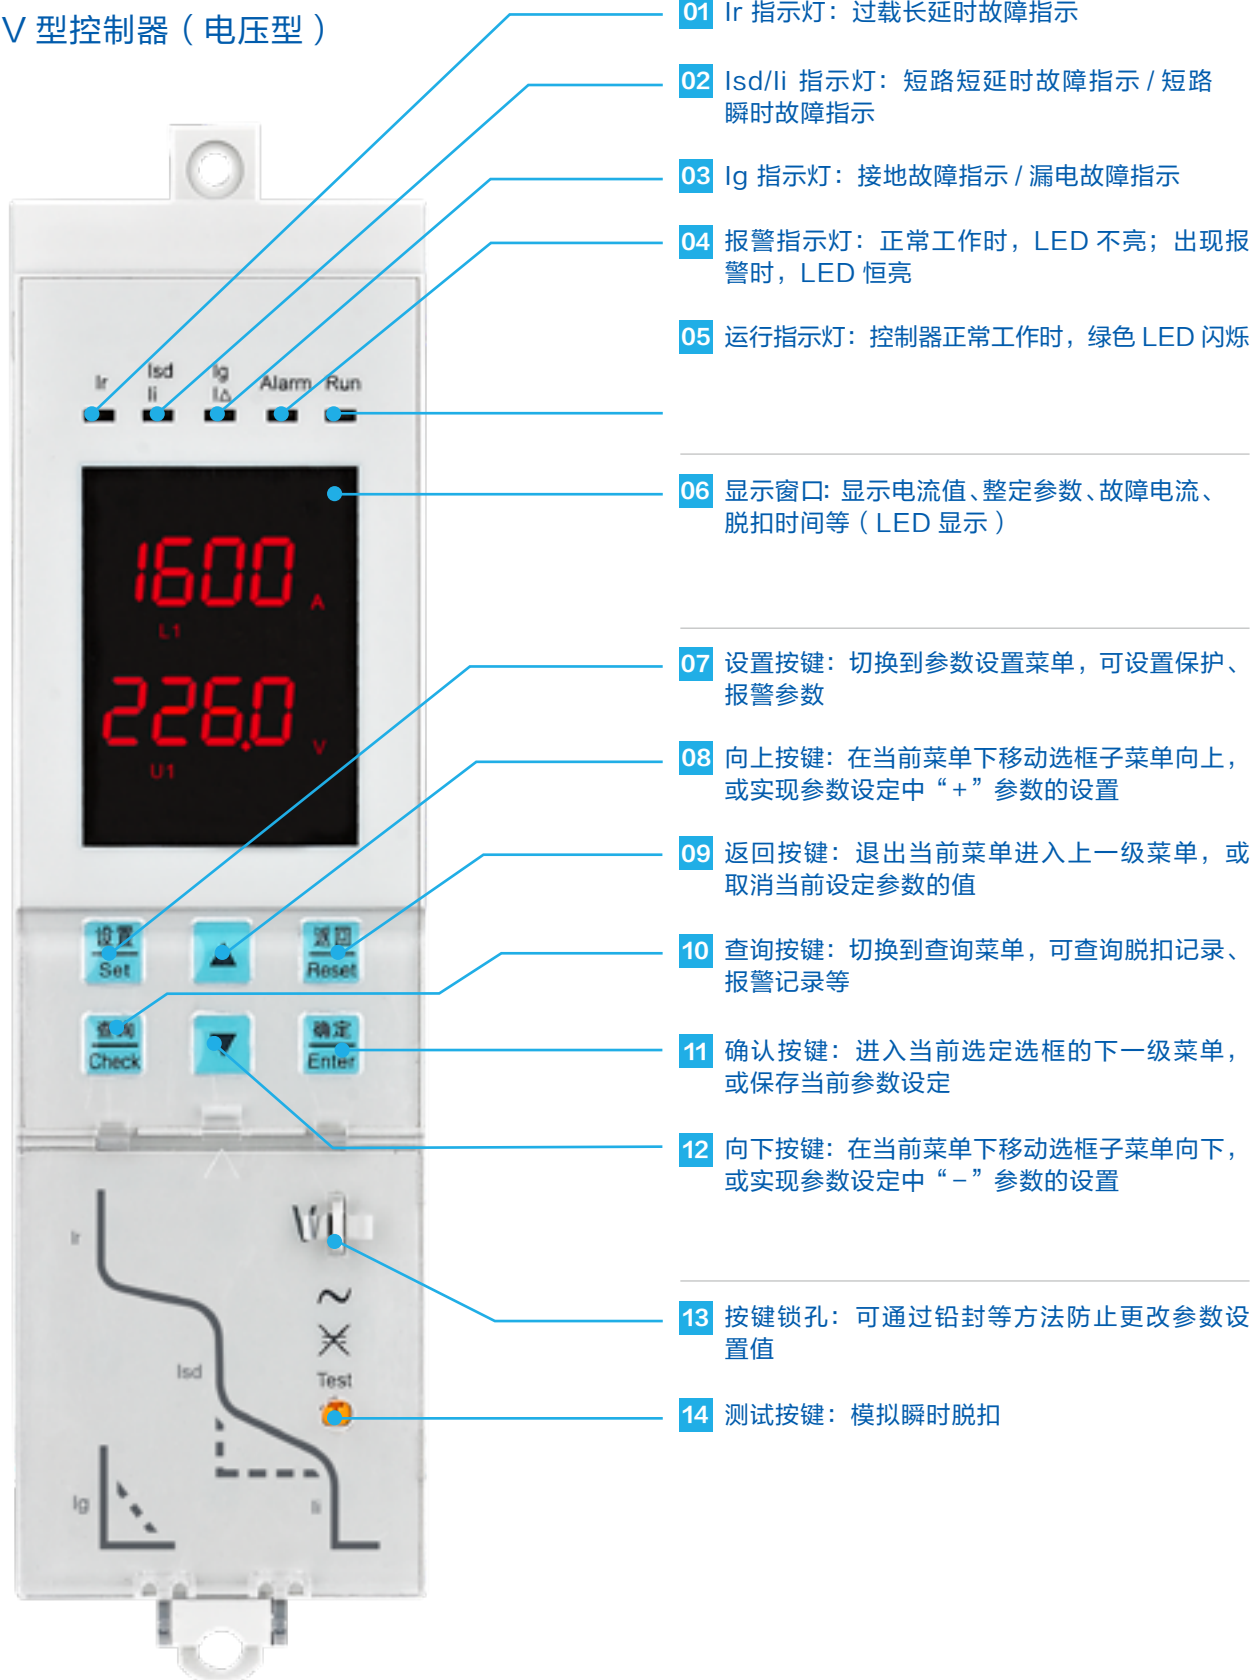 V 型控制器（电压型）
01 Ir 指示灯：过载长延时故障指示
02 Isd/Ii 指示灯：短路短延时故障指示 / 短路
瞬时故障指示
03 Ig 指示灯：接地故障指示 / 漏电故障指示
04 报警指示灯：正常工作时，LED 不亮；出现报
警时，LED 恒亮
05 运行指示灯：控制器正常工作时，绿色 LED 闪烁
Ir Isd Ig Alarm Run
Ii I△
06 显示窗口：显示电流值、整定参数、故障电流、
脱扣时间等（LED 显示）
1600 A
L1
226.0 V
U1
07 设置按键：切换到参数设置菜单，可设置保护、
报警参数
08 向上按键：在当前菜单下移动选框子菜单向上，
或实现参数设定中“+”参数的设置
09 返回按键：退出当前菜单进入上一级菜单，或
取消当前设定参数的值
10 查询按键：切换到查询菜单，可查询脱扣记录、
报警记录等
11 确认按键：进入当前选定选框的下一级菜单，
或保存当前参数设定
12 向下按键：在当前菜单下移动选框子菜单向下，
或实现参数设定中“－”参数的设置
设置 ▲ 返回
Set Reset
查询 ▼ 确定
Check Enter
13 按键锁孔：可通过铅封等方法防止更改参数设
置值
14 测试按键：模拟瞬时脱扣
Ir
Isd
Test
Ig
Ii